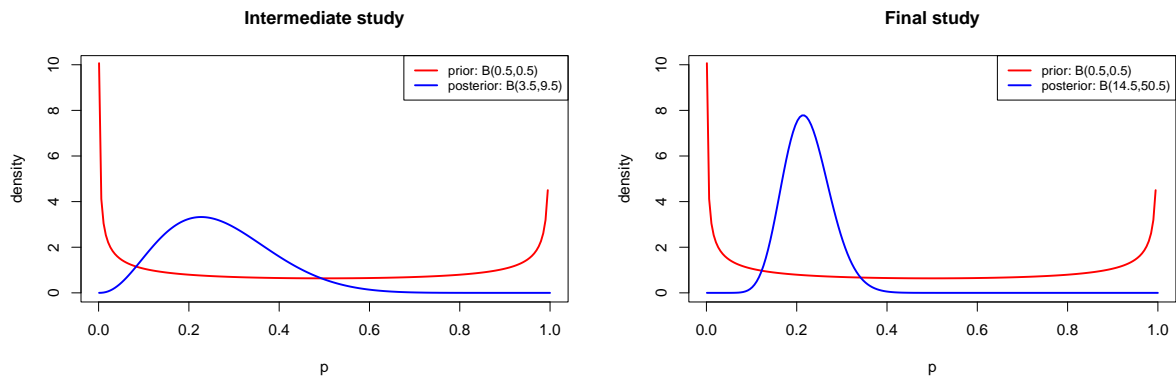 Intermediate study
prior: B(0.5,0.5)
posterior: B(3.5,9.5)
density
10
8
6
4
2
0
0.0 0.2 0.4 0.6 0.8 1.0
p
Final study
prior: B(0.5,0.5)
posterior: B(14.5,50.5)
density
10
8
6
4
2
0
0.0 0.2 0.4 0.6 0.8 1.0
p